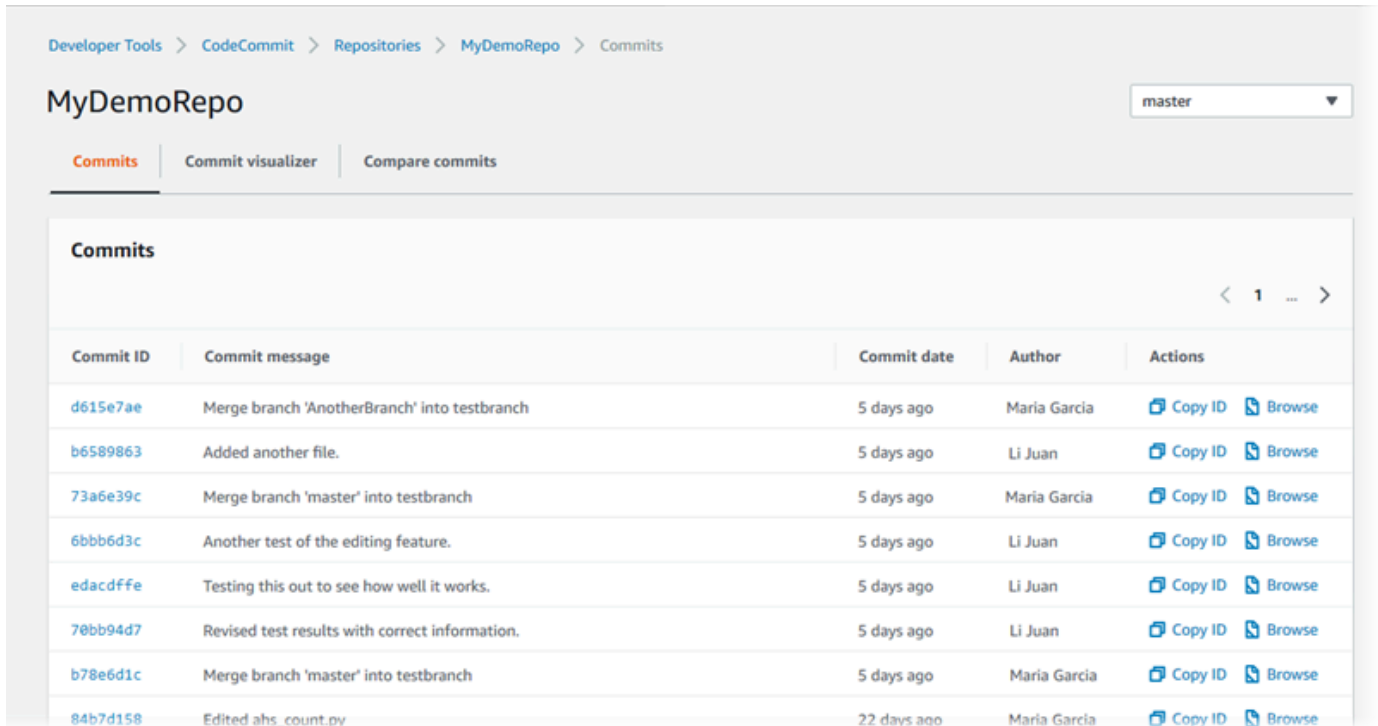 Developer Tools > CodeCommit > Repositories > MyDemoRepo > Commits
MyDemoRepo master
Commits Commit visualizer Compare commits
Commits
< 1 ... >
Commit ID Commit message Commit date Author Actions
d615e7ae Merge branch 'AnotherBranch' into testbranch 5 days ago Maria Garcia Copy ID Browse
b6589863 Added another file. 5 days ago Li Juan Copy ID Browse
73a6e39c Merge branch 'master' into testbranch 5 days ago Maria Garcia Copy ID Browse
6bbb6d3c Another test of the editing feature. 5 days ago Li Juan Copy ID Browse
edacdffe Testing this out to see how well it works. 5 days ago Li Juan Copy ID Browse
70bb94d7 Revised test results with correct information. 5 days ago Li Juan Copy ID Browse
b78e6d1c Merge branch 'master' into testbranch 5 days ago Maria Garcia Copy ID Browse
84b7d158 Edited ahs_count.py 22 days ago Maria Garcia Copy ID Browse